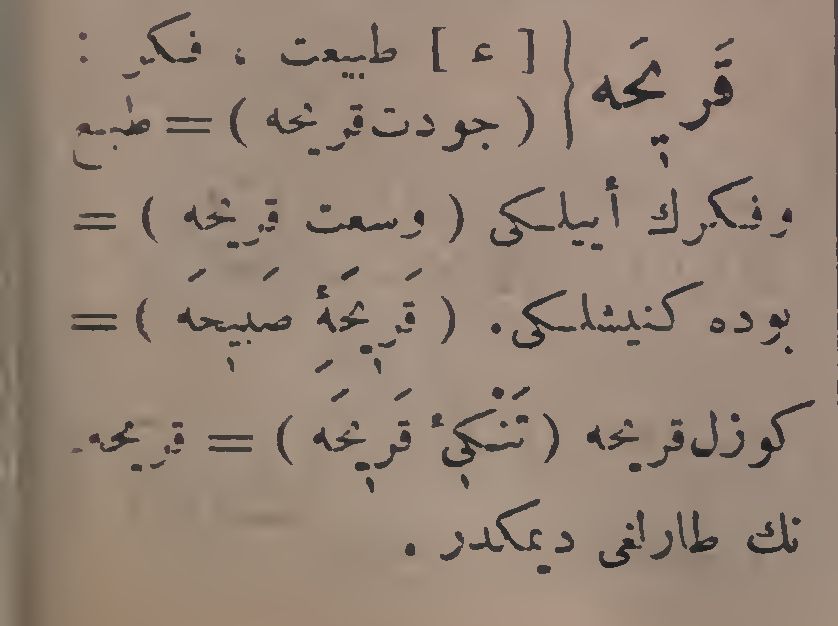 قَرِيحَه { [ ع ] طبيعت ، فكر :
( جودت قريحه ) = طبع
وفكرك أييلكى ( وسعت قريحه ) =
بوده كنيشلكى . ( قَرِيحَهٔ صَبِيحَه ) =
كوزل قريحه ( تَنْكئ قَرِيحَه ) = قريحه‌
نك طارلغى ديمكدر .